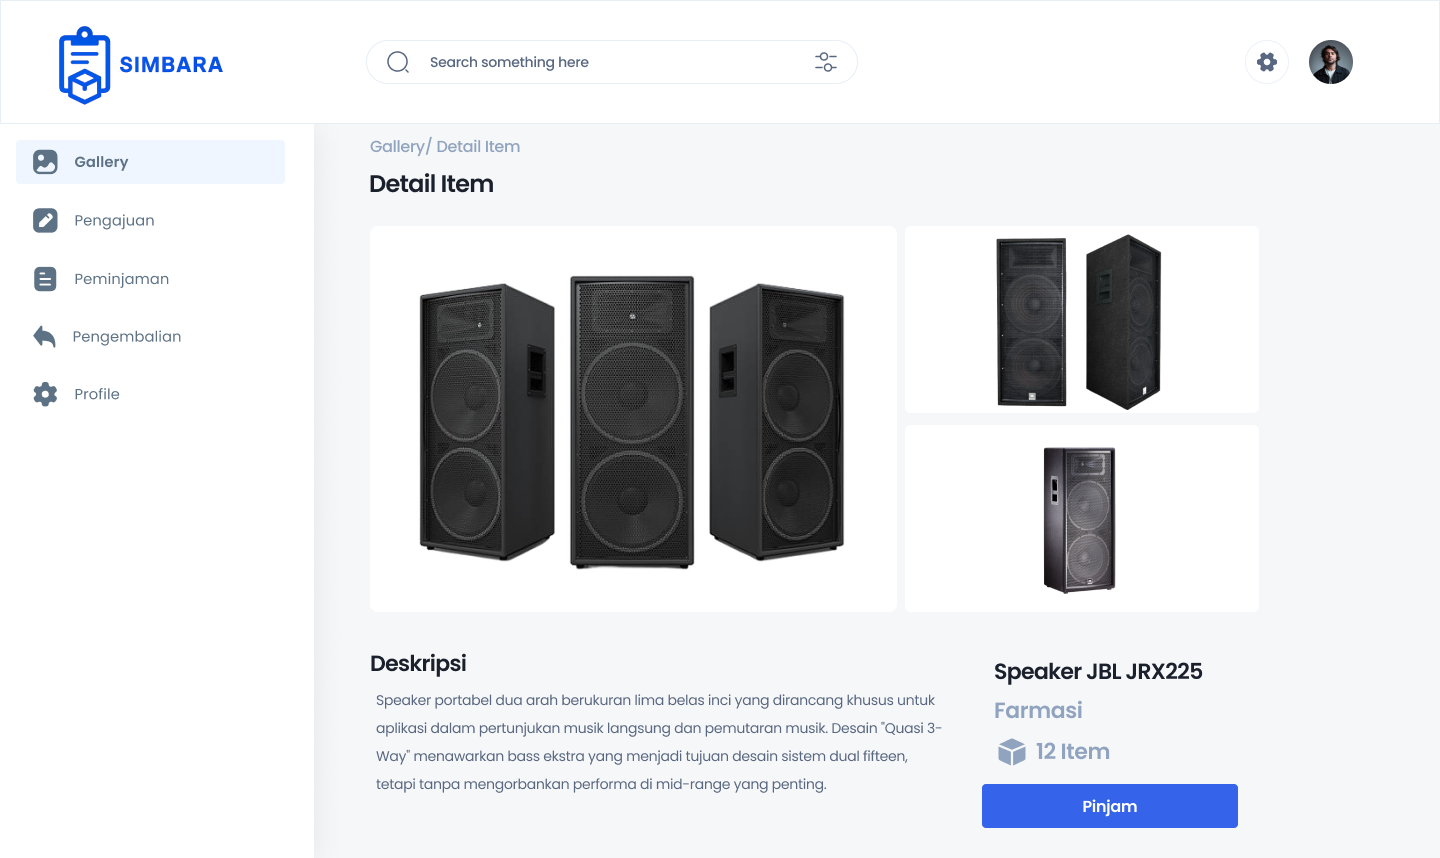 SIMBARA
Search something here
Gallery
Pengajuan
Peminjaman
Pengembalian
Profile
Gallery/ Detail Item
Detail Item
Deskripsi
Speaker portabel dua arah berukuran lima belas inci yang dirancang khusus untuk
aplikasi dalam pertunjukan musik langsung dan pemutaran musik. Desain "Quasi 3-
Way" menawarkan bass ekstra yang menjadi tujuan desain sistem dual fifteen,
tetapi tanpa mengorbankan performa di mid-range yang penting.
Speaker JBL JRX225
Farmasi
12 Item
Pinjam